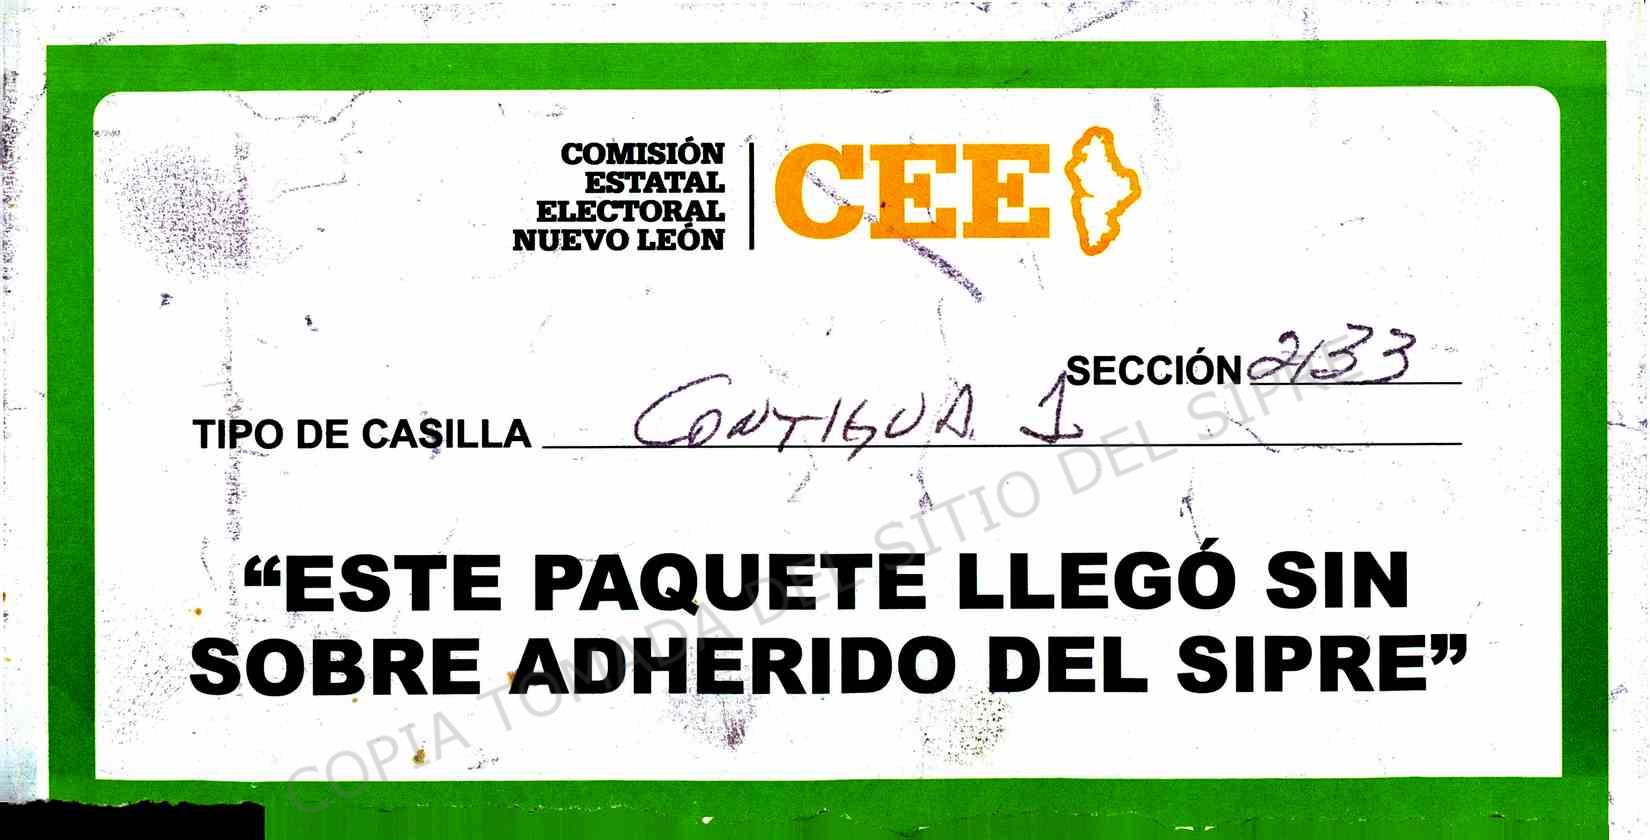 COMISIÓN
ESTATAL
ELECTORAL
NUEVO LEÓN
CEE
SECCIÓN 2133
TIPO DE CASILLA CONTIGUA 1
“ESTE PAQUETE LLEGÓ SIN
SOBRE ADHERIDO DEL SIPRE”
COPIA TOMADA DEL SITIO DEL SIPRE